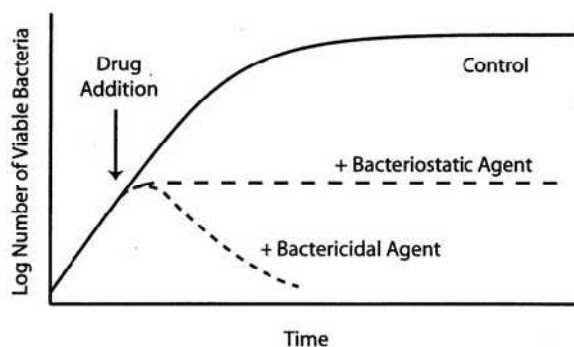 Log Number of Viable Bacteria
Drug
Addition
Control
+ Bacteriostatic Agent
+ Bactericidal Agent
Time